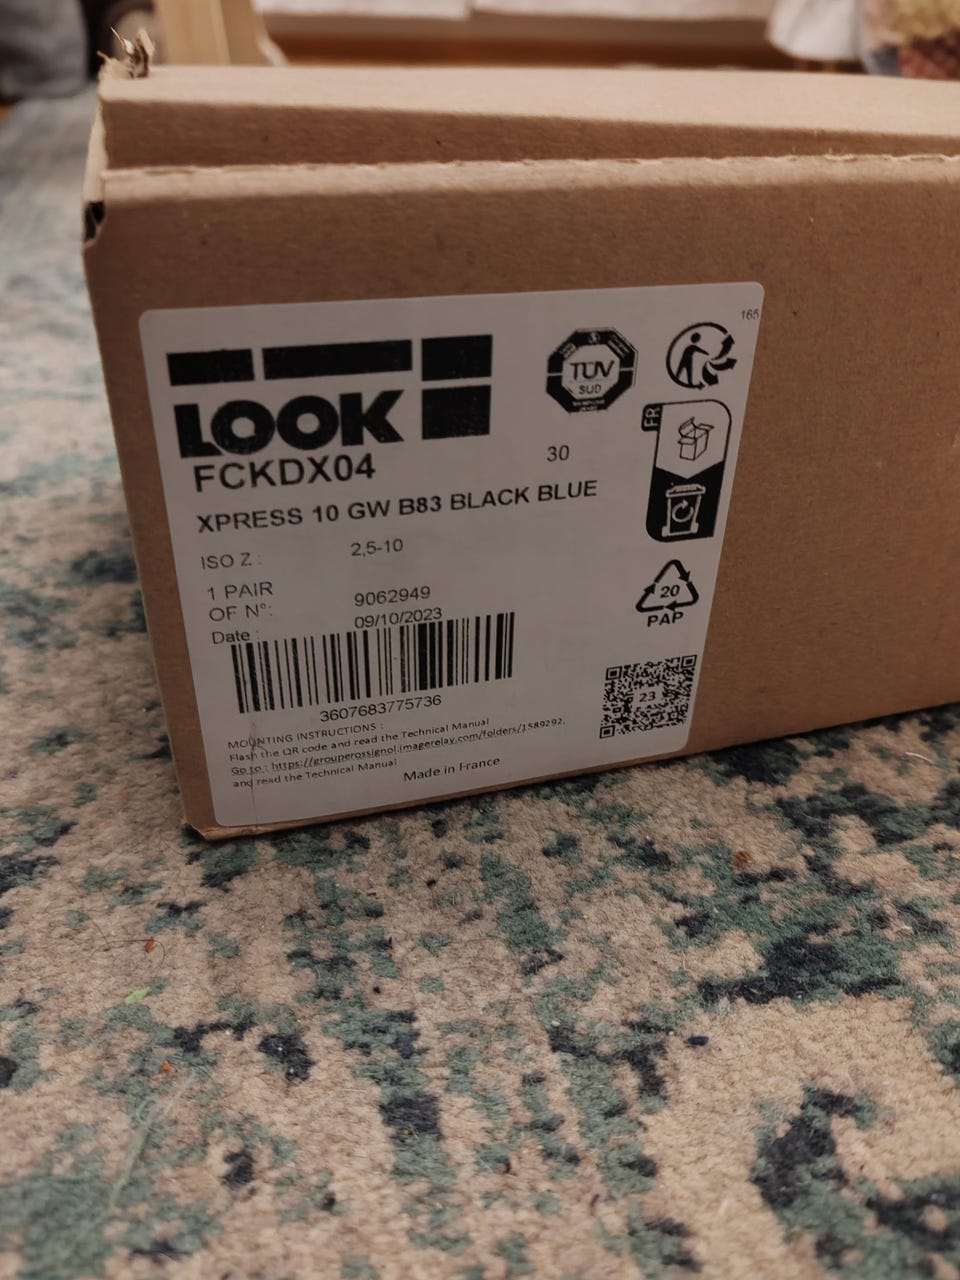 165
LOOK
TÜV
SUD
FR
FCKDX04
30
XPRESS 10 GW B83 BLACK BLUE
ISO Z : 2,5-10
1 PAIR
OF N°: 9062949
Date : 09/10/2023
20
PAP
3607683775736
23
MOUNTING INSTRUCTIONS :
Flash the QR code and read the Technical Manual
Go to : https://grouperossignol.imagerelay.com/folders/1589292,
and read the Technical Manual
Made in France